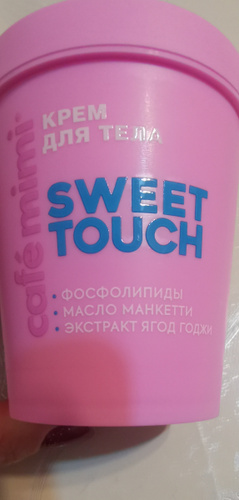 café mimi
КРЕМ
ДЛЯ ТЕЛА
SWEET
TOUCH
• ФОСФОЛИПИДЫ
• МАСЛО МАНКЕТТИ
• ЭКСТРАКТ ЯГОД ГОДЖИ